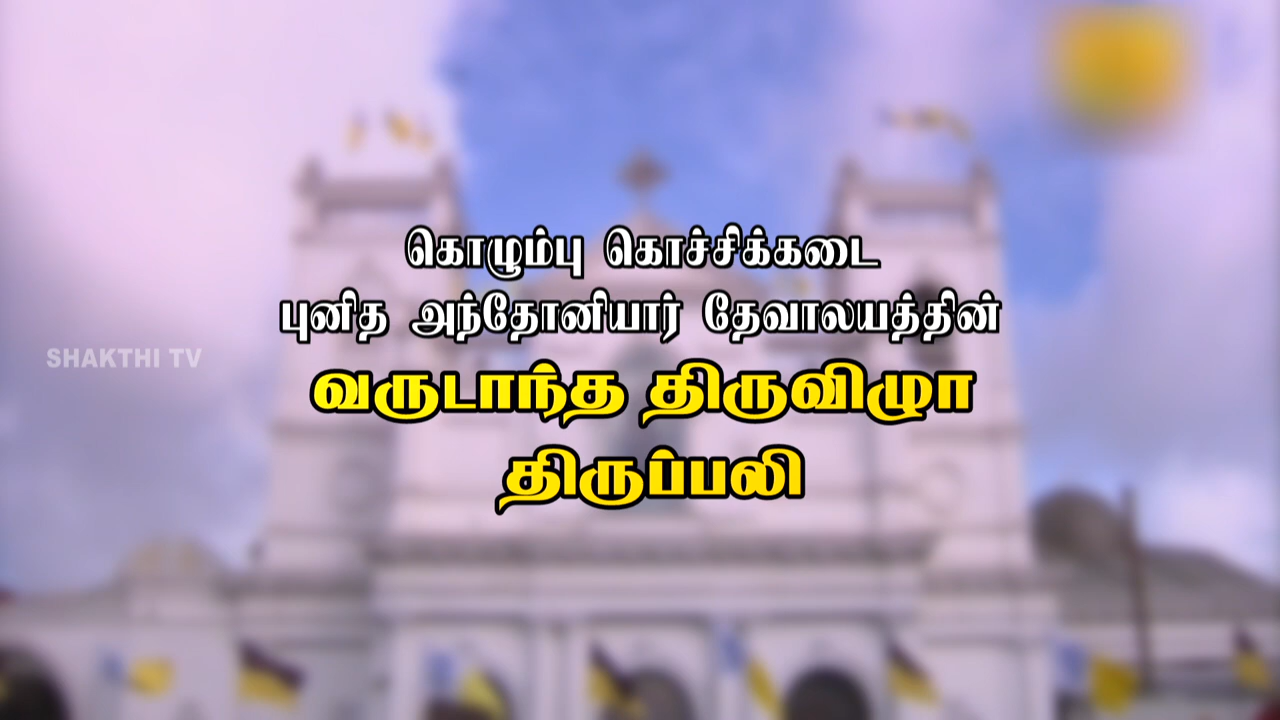 கொழும்பு கொச்சிக்கடை
புனித அந்தோனியார் தேவாலயத்தின்
SHAKTHI TV
வருடாந்த திருவிழா
திருப்பலி